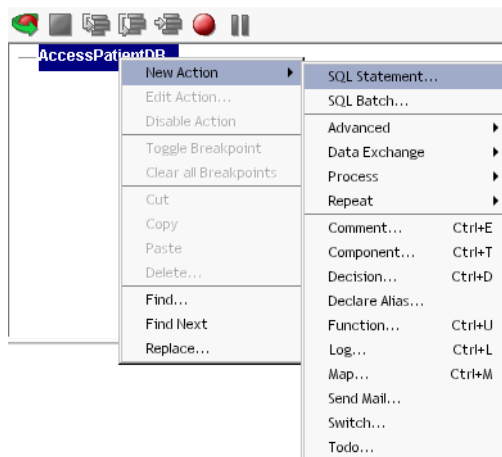 AccessPatientDB
New Action
Edit Action...
Disable Action
Toggle Breakpoint
Clear all Breakpoints
Cut
Copy
Paste
Delete...
Find...
Find Next
Replace...
SQL Statement...
SQL Batch...
Advanced
Data Exchange
Process
Repeat
Comment... Ctrl+E
Component... Ctrl+T
Decision... Ctrl+D
Declare Alias...
Function... Ctrl+U
Log... Ctrl+L
Map... Ctrl+M
Send Mail...
Switch...
Todo...